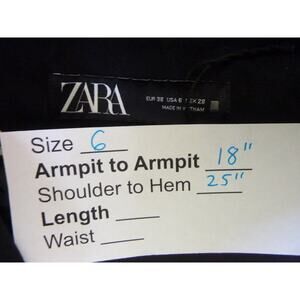 ZARA
EUR 38 USA 6 MEX 28
MADE IN VIETNAM
Size 6
Armpit to Armpit 18"
Shoulder to Hem 25"
Length
Waist